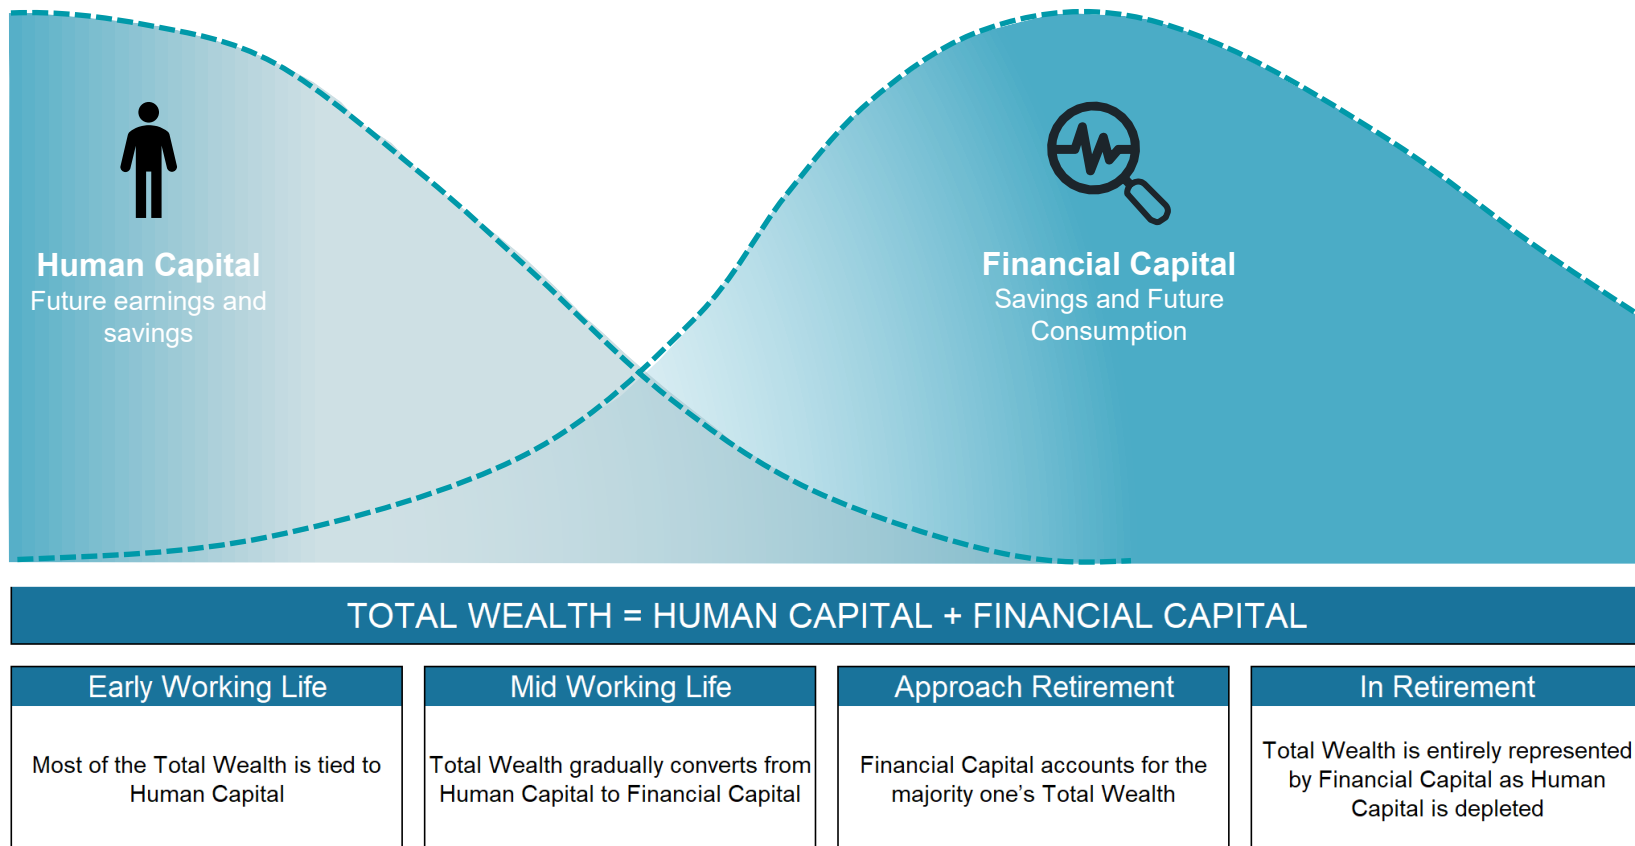 Human Capital
Future earnings and
savings
Financial Capital
Savings and Future
Consumption
TOTAL WEALTH = HUMAN CAPITAL + FINANCIAL CAPITAL
Early Working Life
Most of the Total Wealth is tied to
Human Capital
Mid Working Life
Total Wealth gradually converts from
Human Capital to Financial Capital
Approach Retirement
Financial Capital accounts for the
majority one’s Total Wealth
In Retirement
Total Wealth is entirely represented
by Financial Capital as Human
Capital is depleted